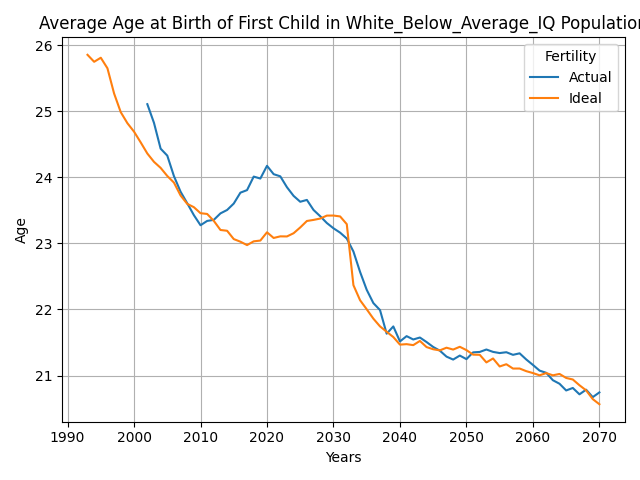 Average Age at Birth of First Child in White_Below_Average_IQ Population
Fertility
Actual
Ideal
26
25
24
23
22
21
Age
1990 2000 2010 2020 2030 2040 2050 2060 2070
Years